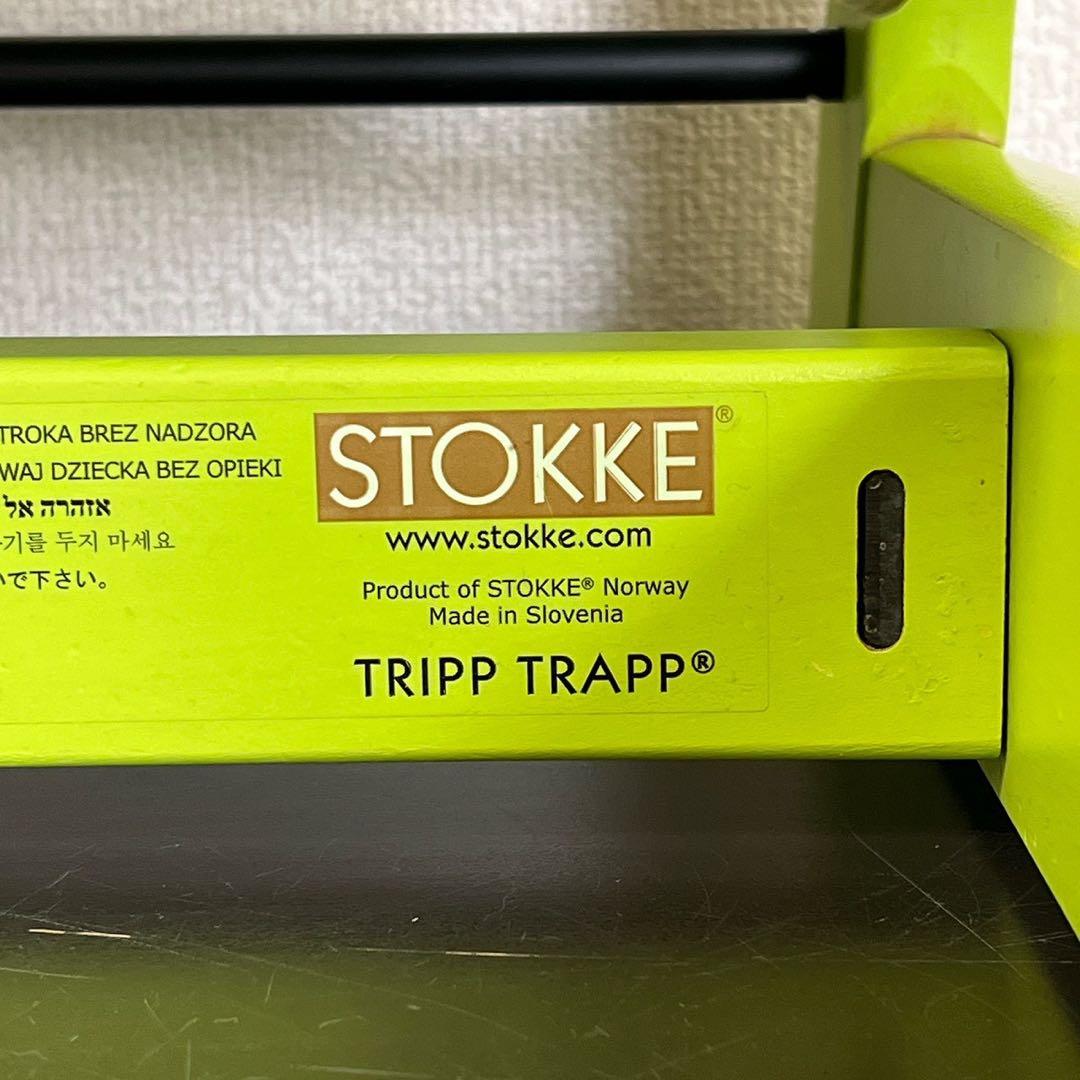 TROKA BREZ NADZORA
WAJ DZIECKA BEZ OPIEKI
אזהרה אל
기를 두지 마세요
で下さい。
STOKKE®
www.stokke.com
Product of STOKKE® Norway
Made in Slovenia
TRIPP TRAPP®